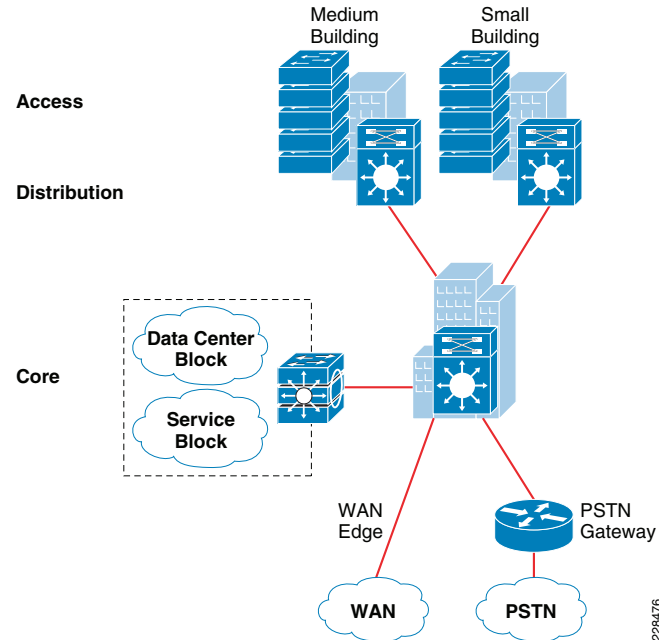 Medium
Building
Small
Building
Access
Distribution
Data Center
Block
Core
Service
Block
WAN
Edge
PSTN
Gateway
WAN
PSTN
228476